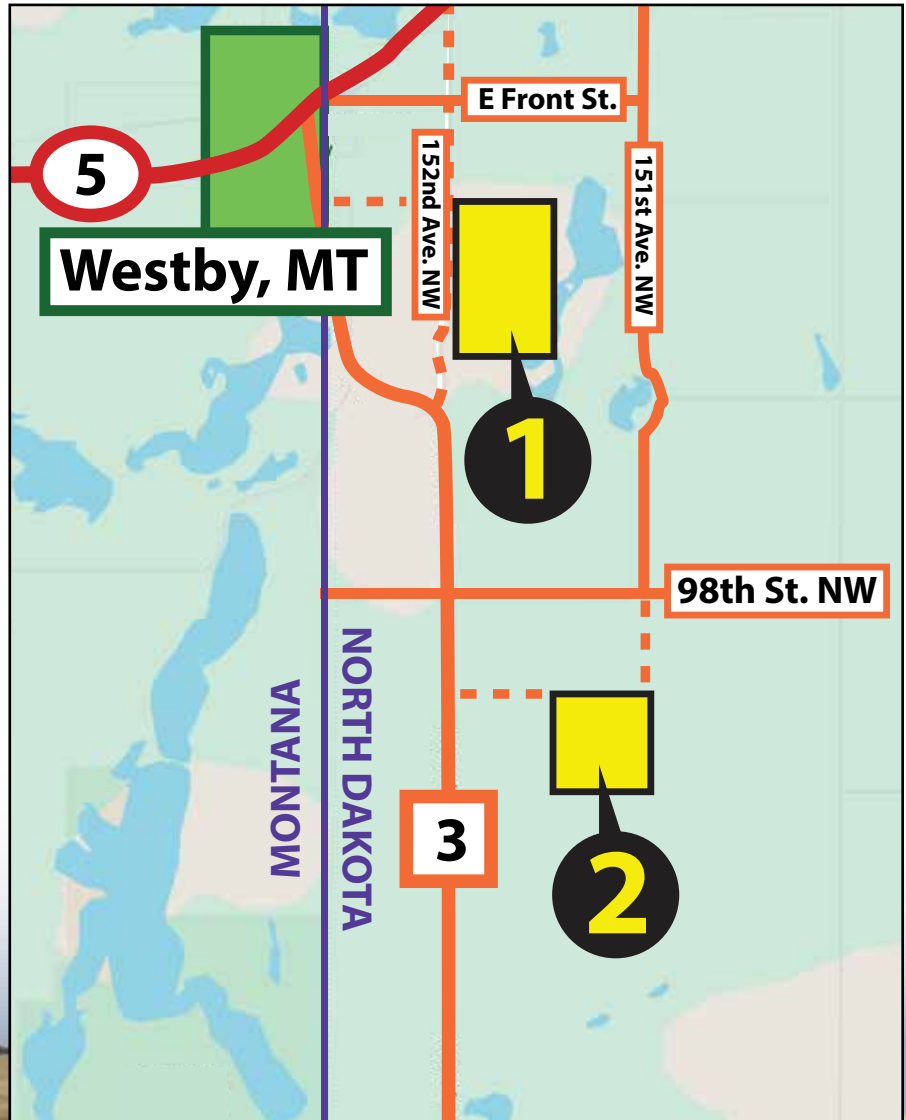 E Front St.
5
152nd Ave. NW
151st Ave. NW
Westby, MT
1
98th St. NW
MONTANA
NORTH DAKOTA
3
2